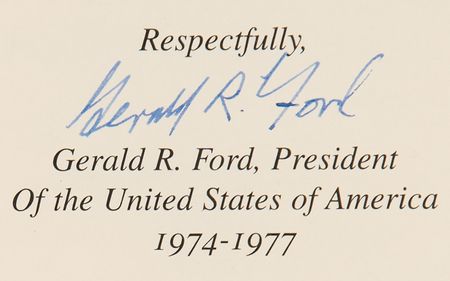 Respectfully,
Gerald R. Ford
Gerald R. Ford, President
Of the United States of America
1974-1977